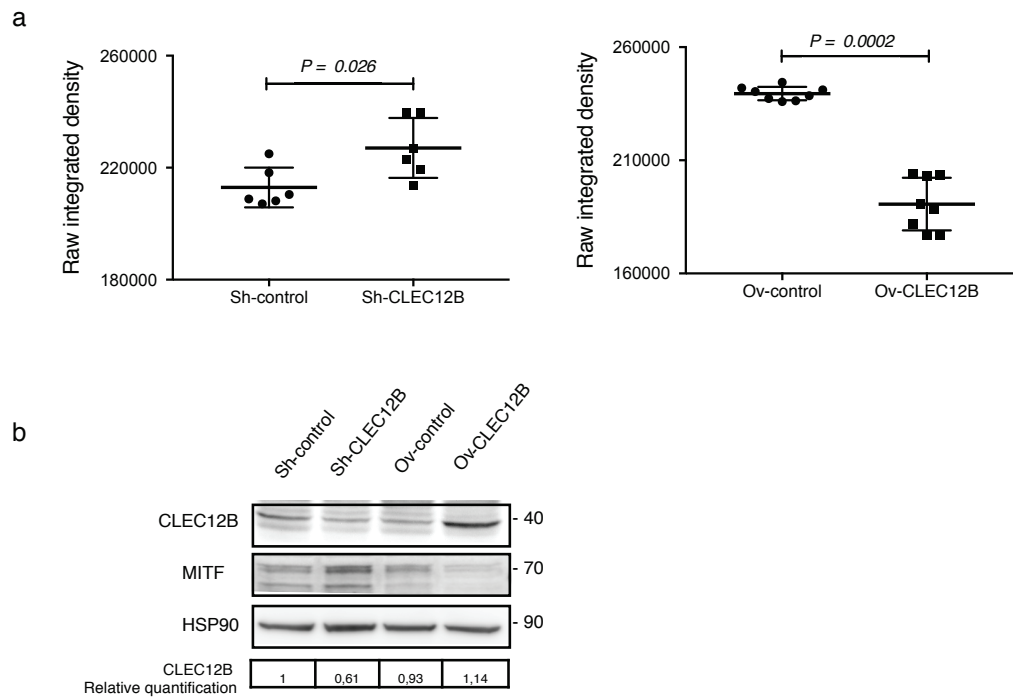 a
260000
220000
180000
Raw integrated density
P = 0.026
Sh-control
Sh-CLEC12B
260000
210000
160000
Raw integrated density
P = 0.0002
Ov-control
Ov-CLEC12B
b
Sh-control
Sh-CLEC12B
Ov-control
Ov-CLEC12B
CLEC12B
- 40
MITF
- 70
HSP90
- 90
CLEC12B
Relative quantification
1
0,61
0,93
1,14